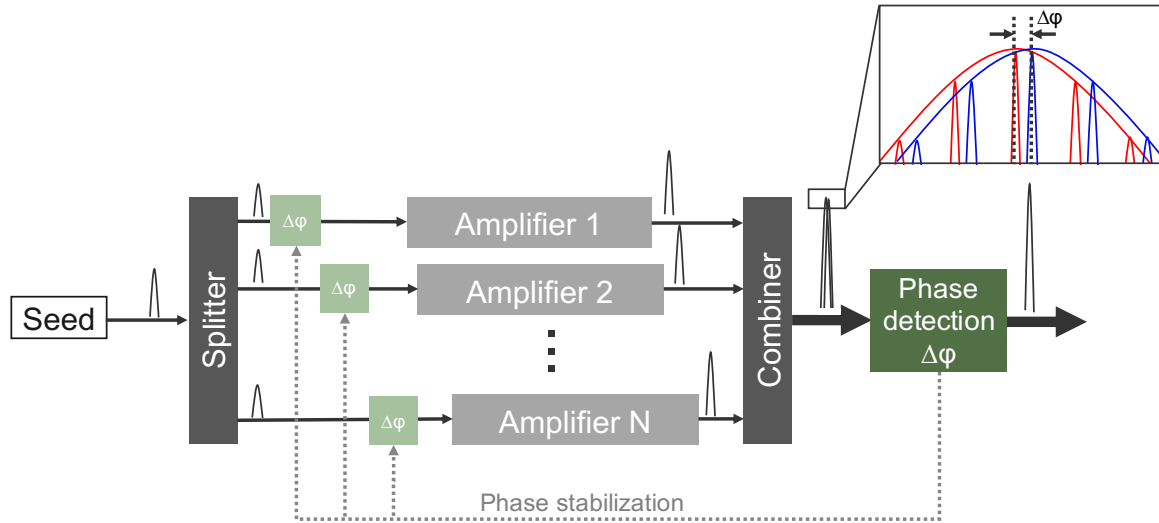 Δφ
Seed
Splitter
Δφ
Amplifier 1
Δφ
Amplifier 2
Δφ
Amplifier N
Combiner
Phase
detection
Δφ
Phase stabilization